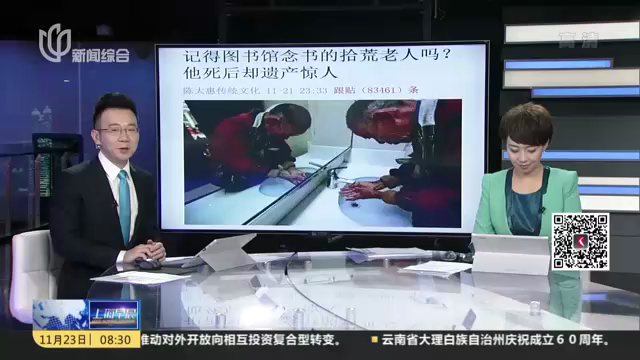 新闻综合
高清
记得图书馆念书的拾荒老人吗？
他死后却遗产惊人
陈大惠传统文化 11-21 23:33 跟贴（83461）条
上海早晨
11月23日 08:30 推动对外开放向相互投资复合型转变。 ■ 云南省大理白族自治州庆祝成立６０周年。